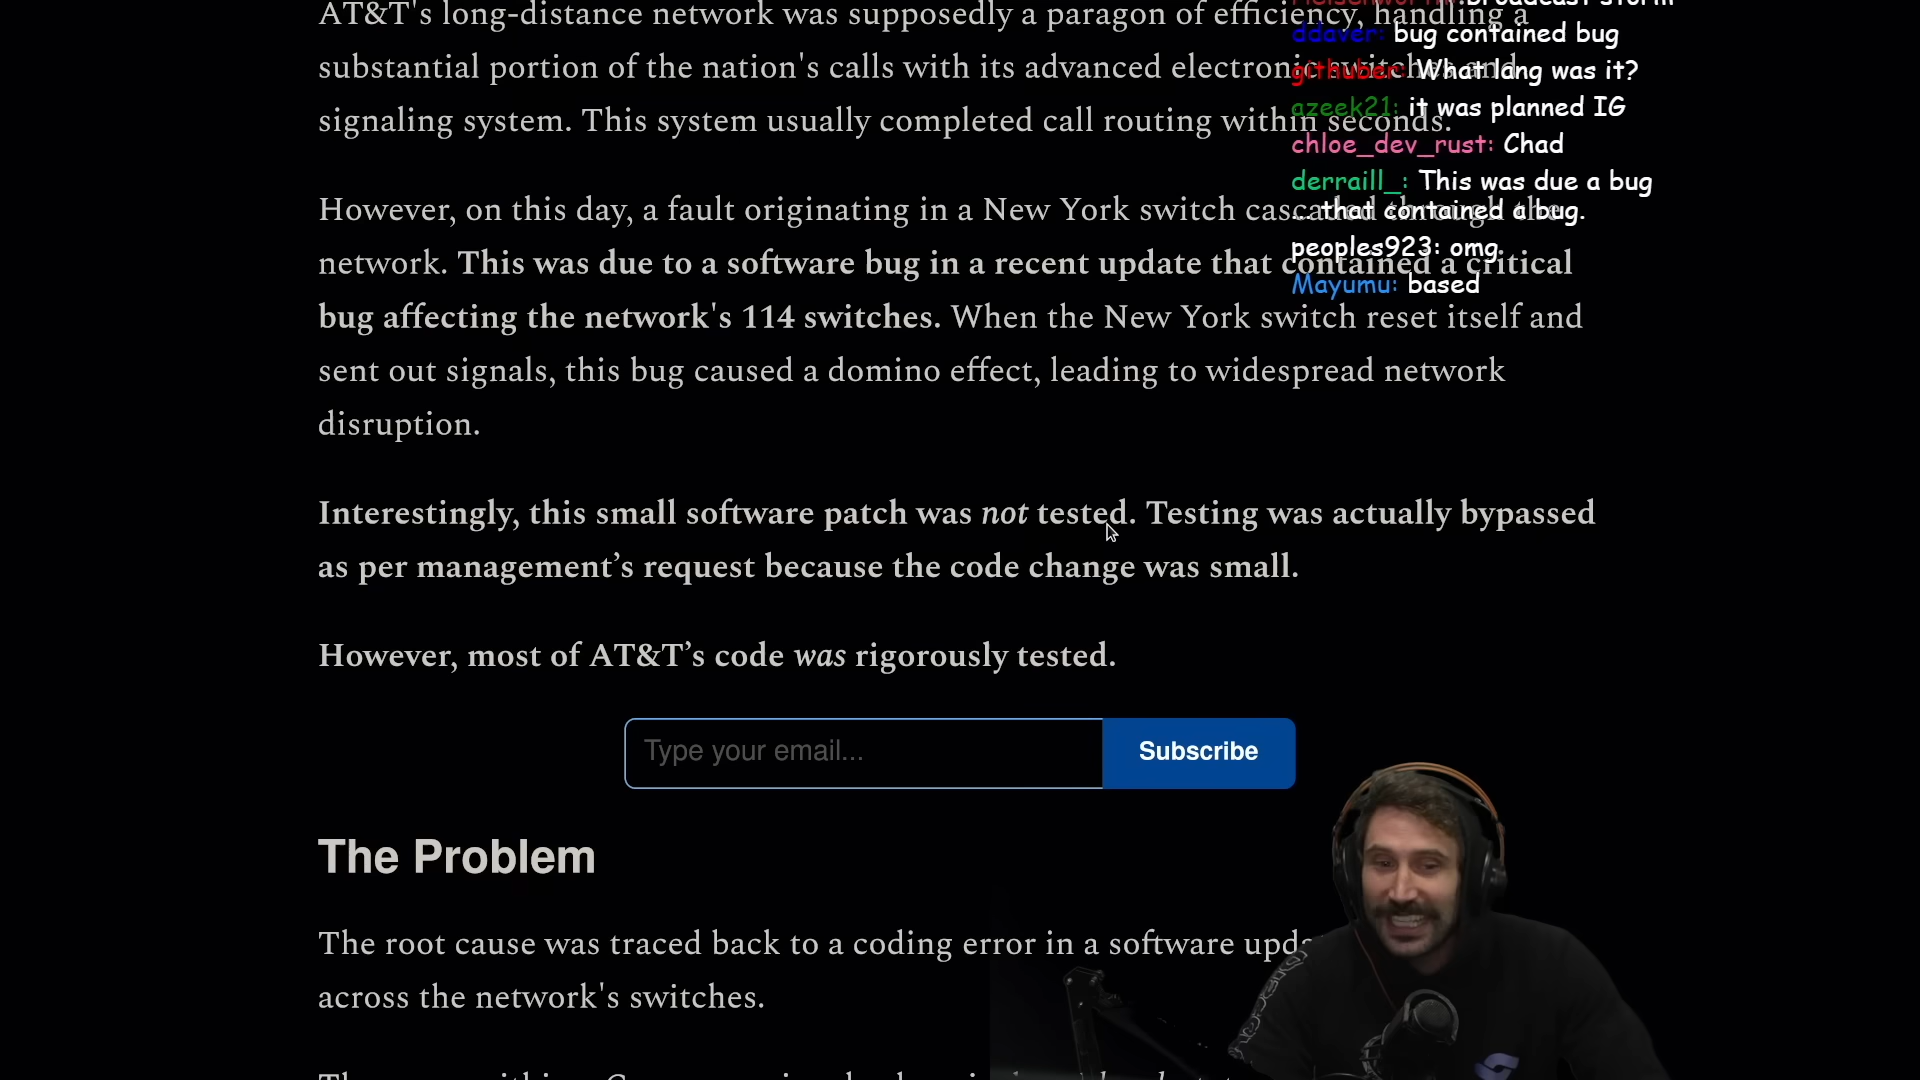 AT&T's long-distance network was supposedly a paragon of efficiency, handling a
substantial portion of the nation's calls with its advanced electronic switches and
signaling system. This system usually completed call routing within seconds.
However, on this day, a fault originating in a New York switch cascaded through the
network. This was due to a software bug in a recent update that contained a critical
bug affecting the network's 114 switches. When the New York switch reset itself and
sent out signals, this bug caused a domino effect, leading to widespread network
disruption.
Interestingly, this small software patch was not tested. Testing was actually bypassed
as per management’s request because the code change was small.
However, most of AT&T’s code was rigorously tested.
Type your email...
Subscribe
The Problem
The root cause was traced back to a coding error in a software
across the network's switches.
ddaver: bug contained bug
githuber: What lang was it?
azeek21: it was planned IG
chloe_dev_rust: Chad
derraill_: This was due a bug
... that contained a bug.
peoples923: omg
Mayumu: based